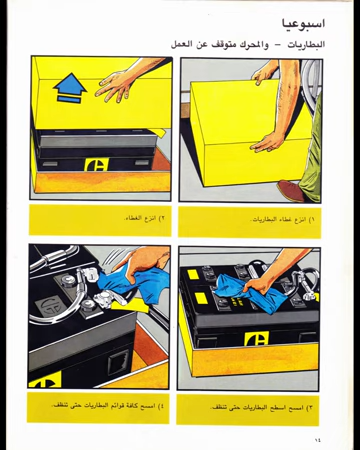 اسبوعيا
البطاريات – والمحرك متوقف عن العمل
١) انزع غطاء البطاريات.
٢) انزع الغطاء.
٣) امسح اسطح البطاريات حتى تنظف.
٤) امسح كافة قوائم البطاريات حتى تنظف.
١٤